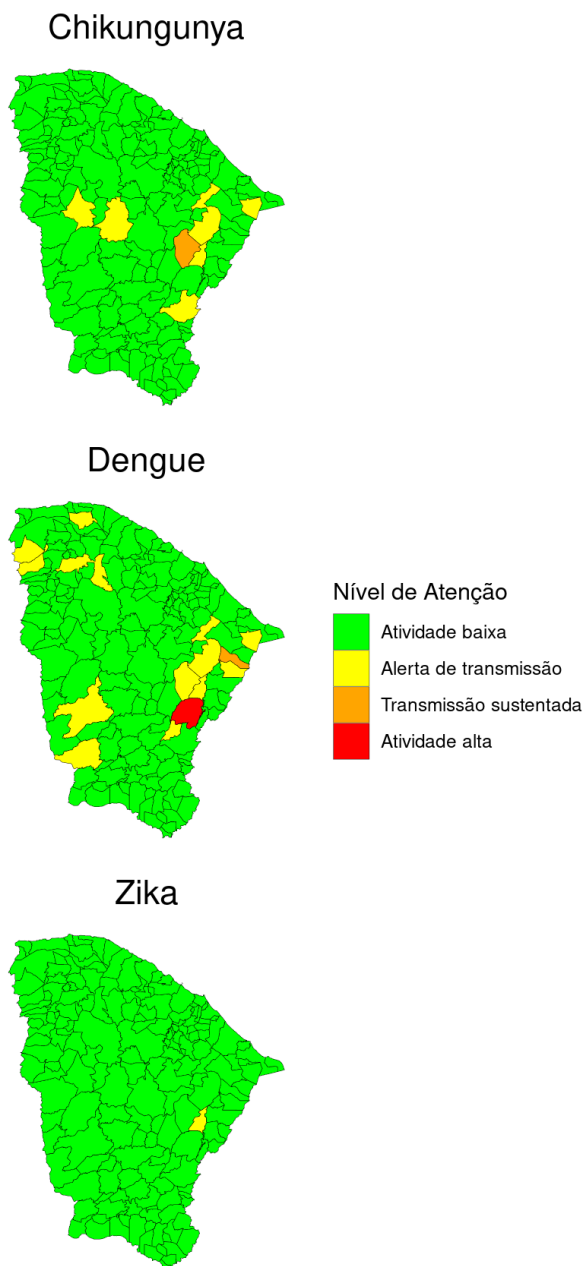 Chikungunya
Dengue
Nível de Atenção
Atividade baixa
Alerta de transmissão
Transmissão sustentada
Atividade alta
Zika